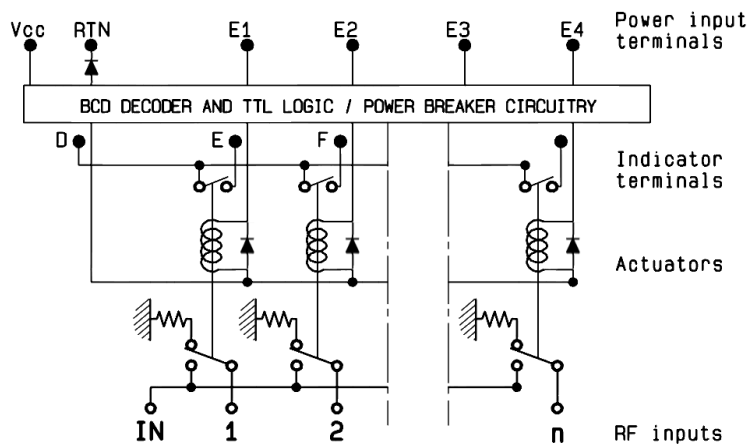 Power input
terminals
Vcc RTN E1 E2 E3 E4
BCD DECODER AND TTL LOGIC / POWER BREAKER CIRCUITRY
D E F
Indicator
terminals
Actuators
IN 1 2 n
RF inputs